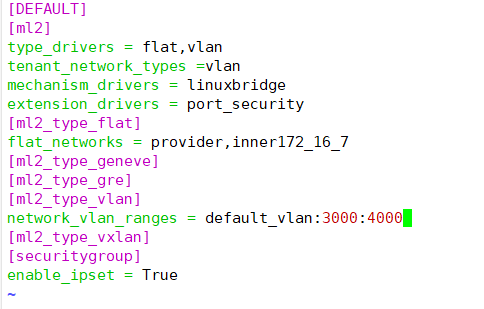 [DEFAULT]
[ml2]
type_drivers = flat,vlan
tenant_network_types =vlan
mechanism_drivers = linuxbridge
extension_drivers = port_security
[ml2_type_flat]
flat_networks = provider,inner172_16_7
[ml2_type_geneve]
[ml2_type_gre]
[ml2_type_vlan]
network_vlan_ranges = default_vlan:3000:4000
[ml2_type_vxlan]
[securitygroup]
enable_ipset = True
~